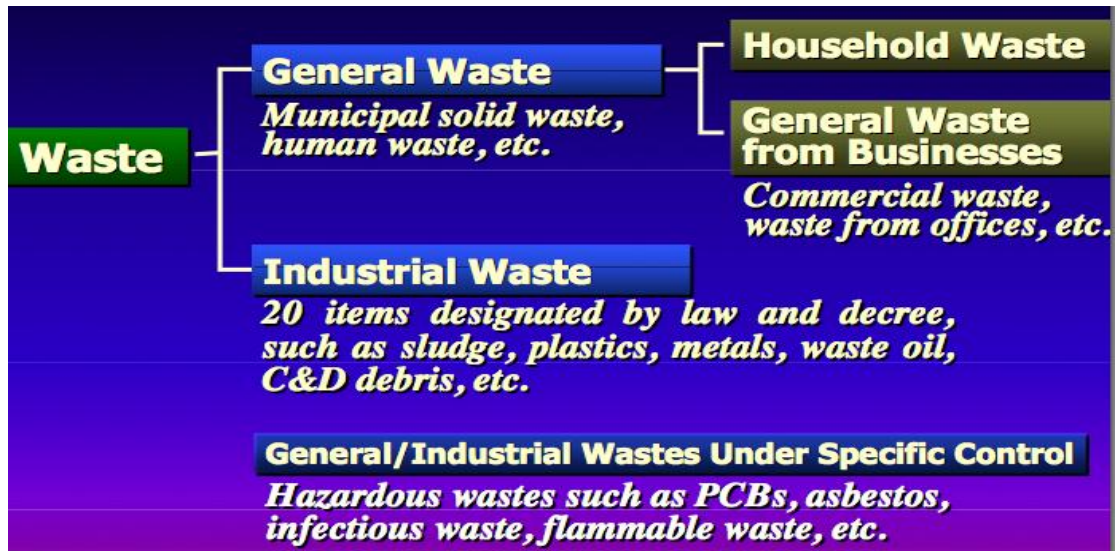 Waste
General Waste
Municipal solid waste,
human waste, etc.
Household Waste
General Waste
from Businesses
Commercial waste,
waste from offices, etc.
Industrial Waste
20 items designated by law and decree,
such as sludge, plastics, metals, waste oil,
C&D debris, etc.
General/Industrial Wastes Under Specific Control
Hazardous wastes such as PCBs, asbestos,
infectious waste, flammable waste, etc.